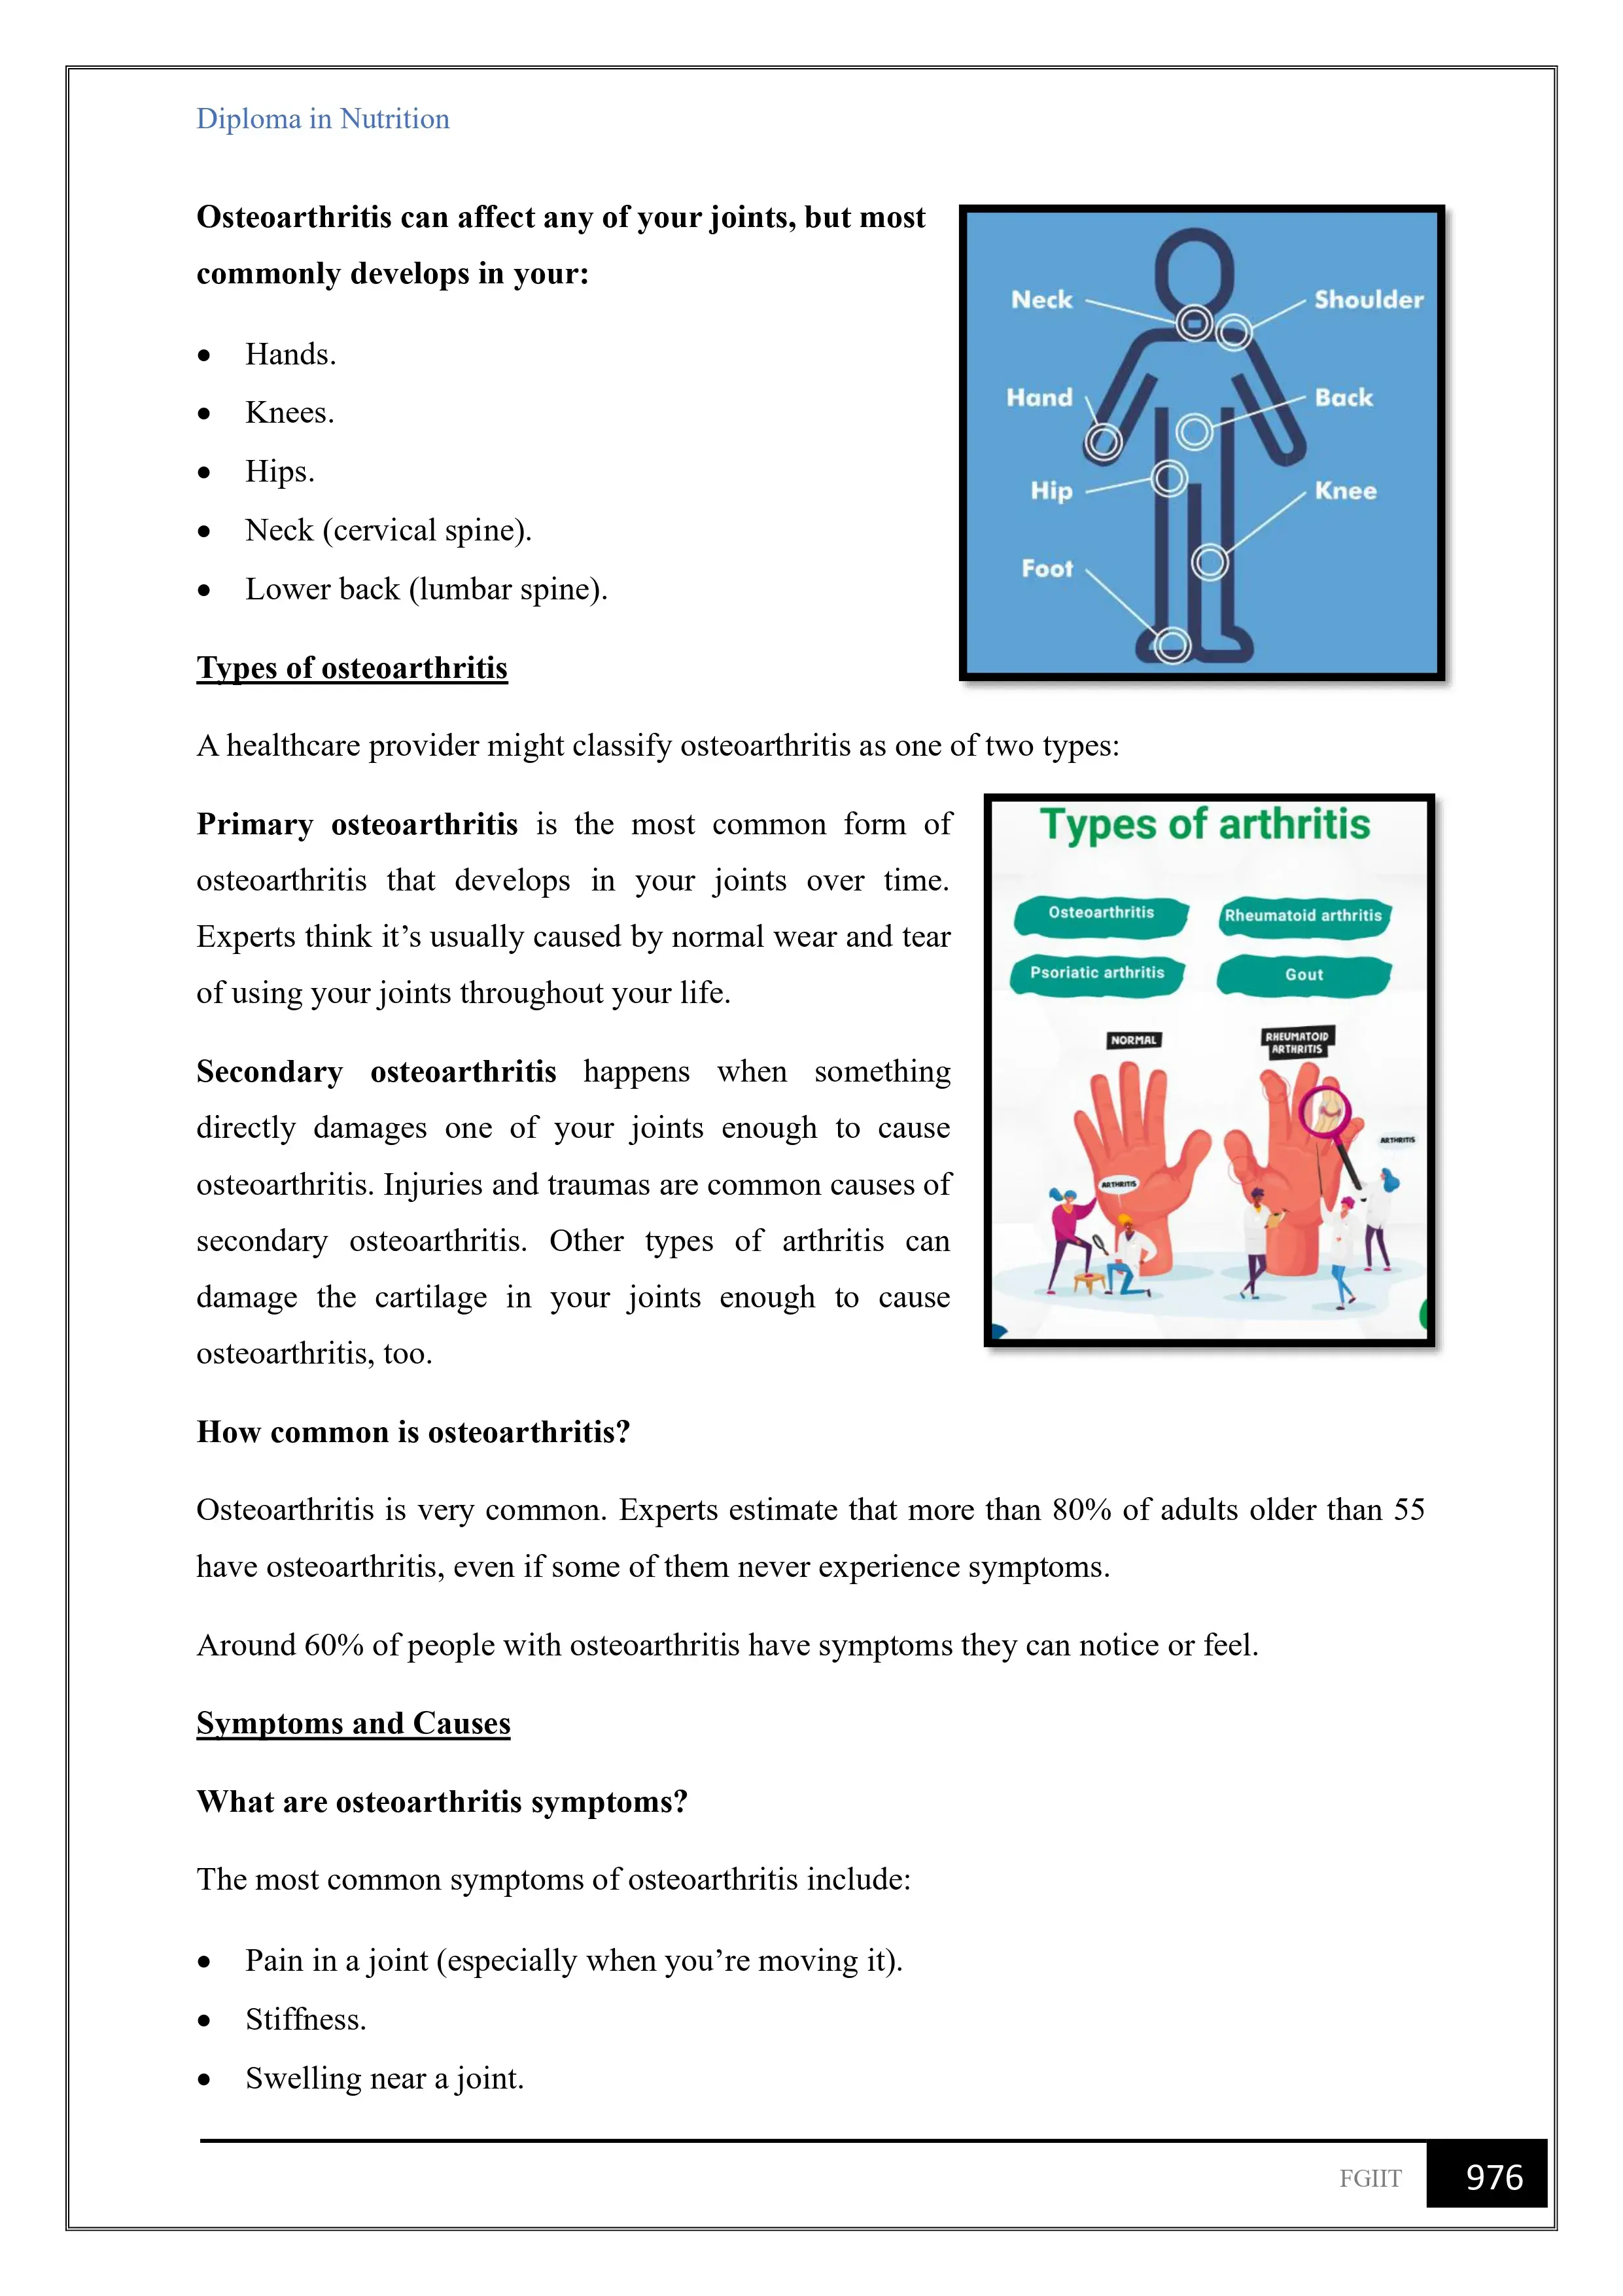 Diploma in Nutrition
Osteoarthritis can affect any of your joints, but most
commonly develops in your:
• Hands.
• Knees.
• Hips.
• Neck (cervical spine).
• Lower back (lumbar spine).
Neck
Shoulder
Hand
Back
Hip
Knee
Foot
Types of osteoarthritis
A healthcare provider might classify osteoarthritis as one of two types:
Primary osteoarthritis is the most common form of
osteoarthritis that develops in your joints over time.
Experts think it’s usually caused by normal wear and tear
of using your joints throughout your life.
Secondary osteoarthritis happens when something
directly damages one of your joints enough to cause
osteoarthritis. Injuries and traumas are common causes of
secondary osteoarthritis. Other types of arthritis can
damage the cartilage in your joints enough to cause
osteoarthritis, too.
Types of arthritis
Osteoarthritis
Rheumatoid arthritis
Psoriatic arthritis
Gout
NORMAL
RHEUMATOID
ARTHRITIS
ARTHRITIS
ARTHRITIS
How common is osteoarthritis?
Osteoarthritis is very common. Experts estimate that more than 80% of adults older than 55
have osteoarthritis, even if some of them never experience symptoms.
Around 60% of people with osteoarthritis have symptoms they can notice or feel.
Symptoms and Causes
What are osteoarthritis symptoms?
The most common symptoms of osteoarthritis include:
• Pain in a joint (especially when you’re moving it).
• Stiffness.
• Swelling near a joint.
FGIIT
976